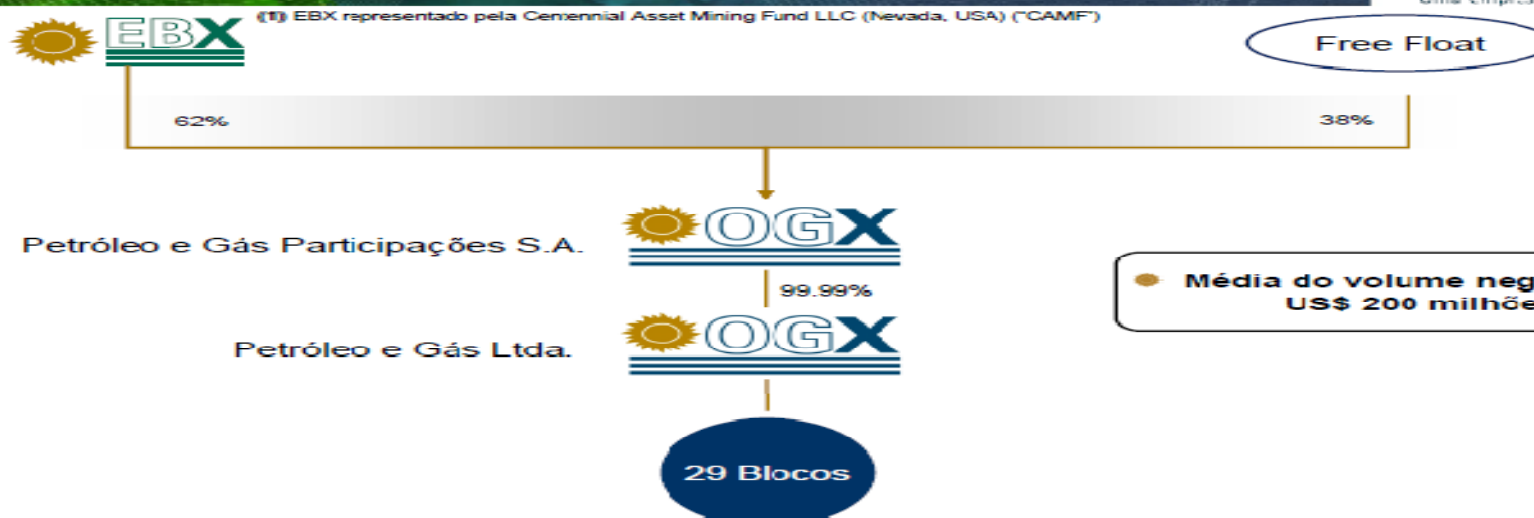 (1) EBX representado pela Centennial Asset Mining Fund LLC (Nevada, USA) ("CAMF")
EBX
Free Float
62%
38%
Petróleo e Gás Participações S.A.
OGX
99.99%
Média do volume neg
US$ 200 milhõe
Petróleo e Gás Ltda.
OGX
29 Blocos